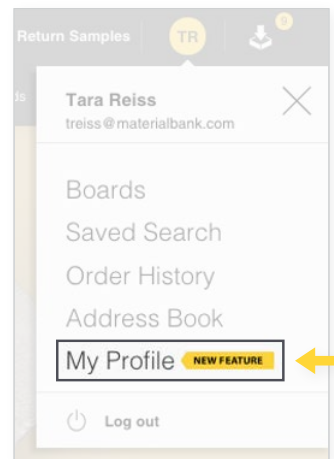 Return Samples TR 9
ds
Tara Reiss
treiss@materialbank.com
Boards
Saved Search
Order History
Address Book
My Profile NEW FEATURE
Log out